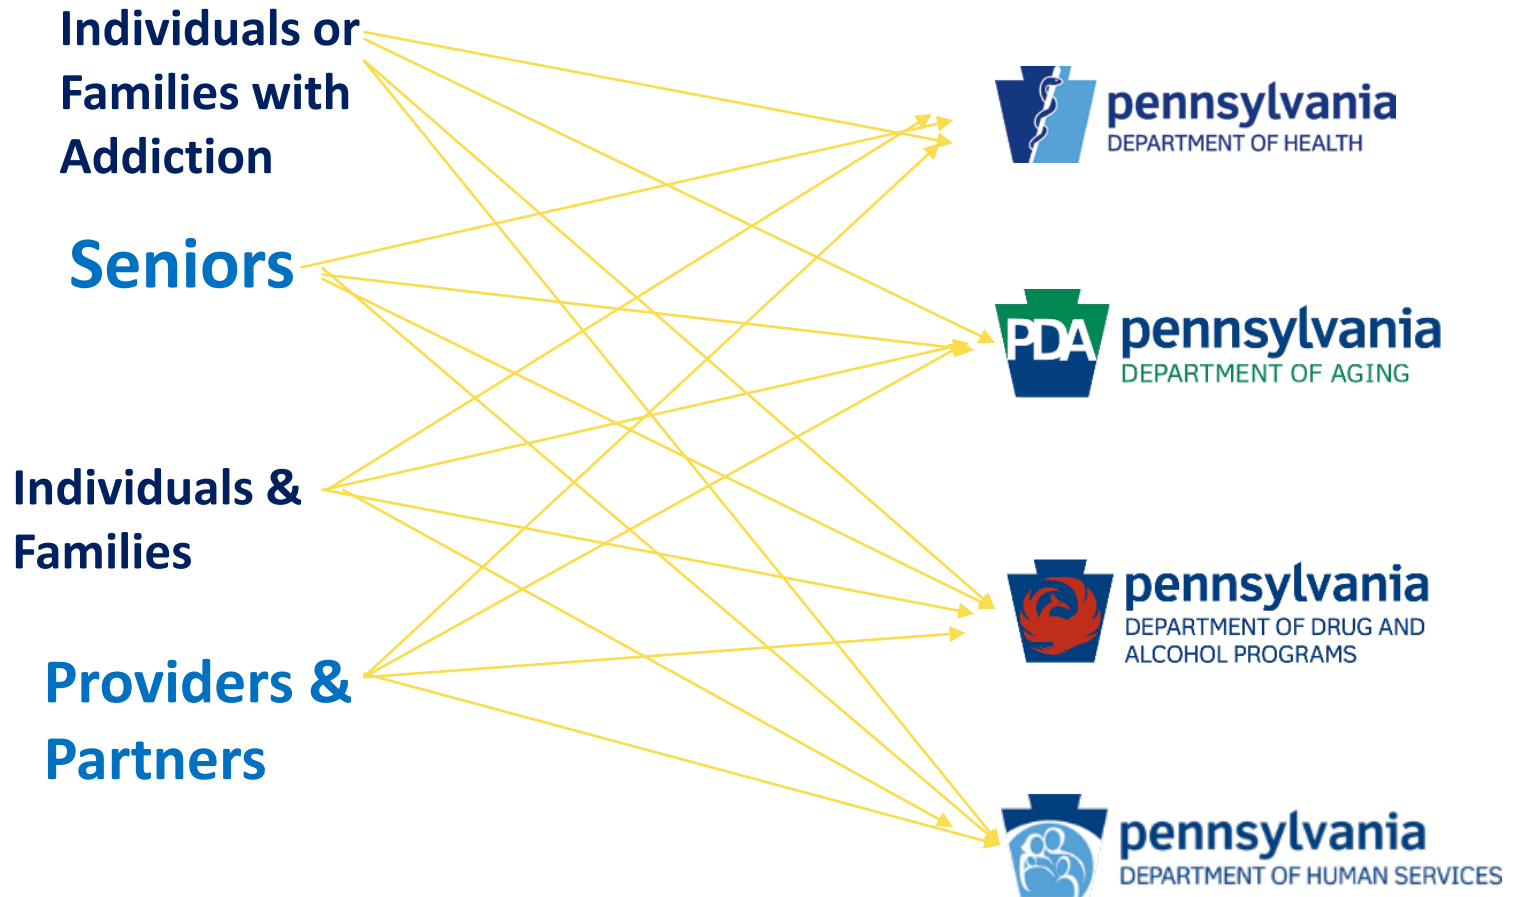 Individuals or
Families with
Addiction
Seniors
Individuals &
Families
Providers &
Partners
pennsylvania
DEPARTMENT OF HEALTH
PDA
pennsylvania
DEPARTMENT OF AGING
pennsylvania
DEPARTMENT OF DRUG AND
ALCOHOL PROGRAMS
pennsylvania
DEPARTMENT OF HUMAN SERVICES